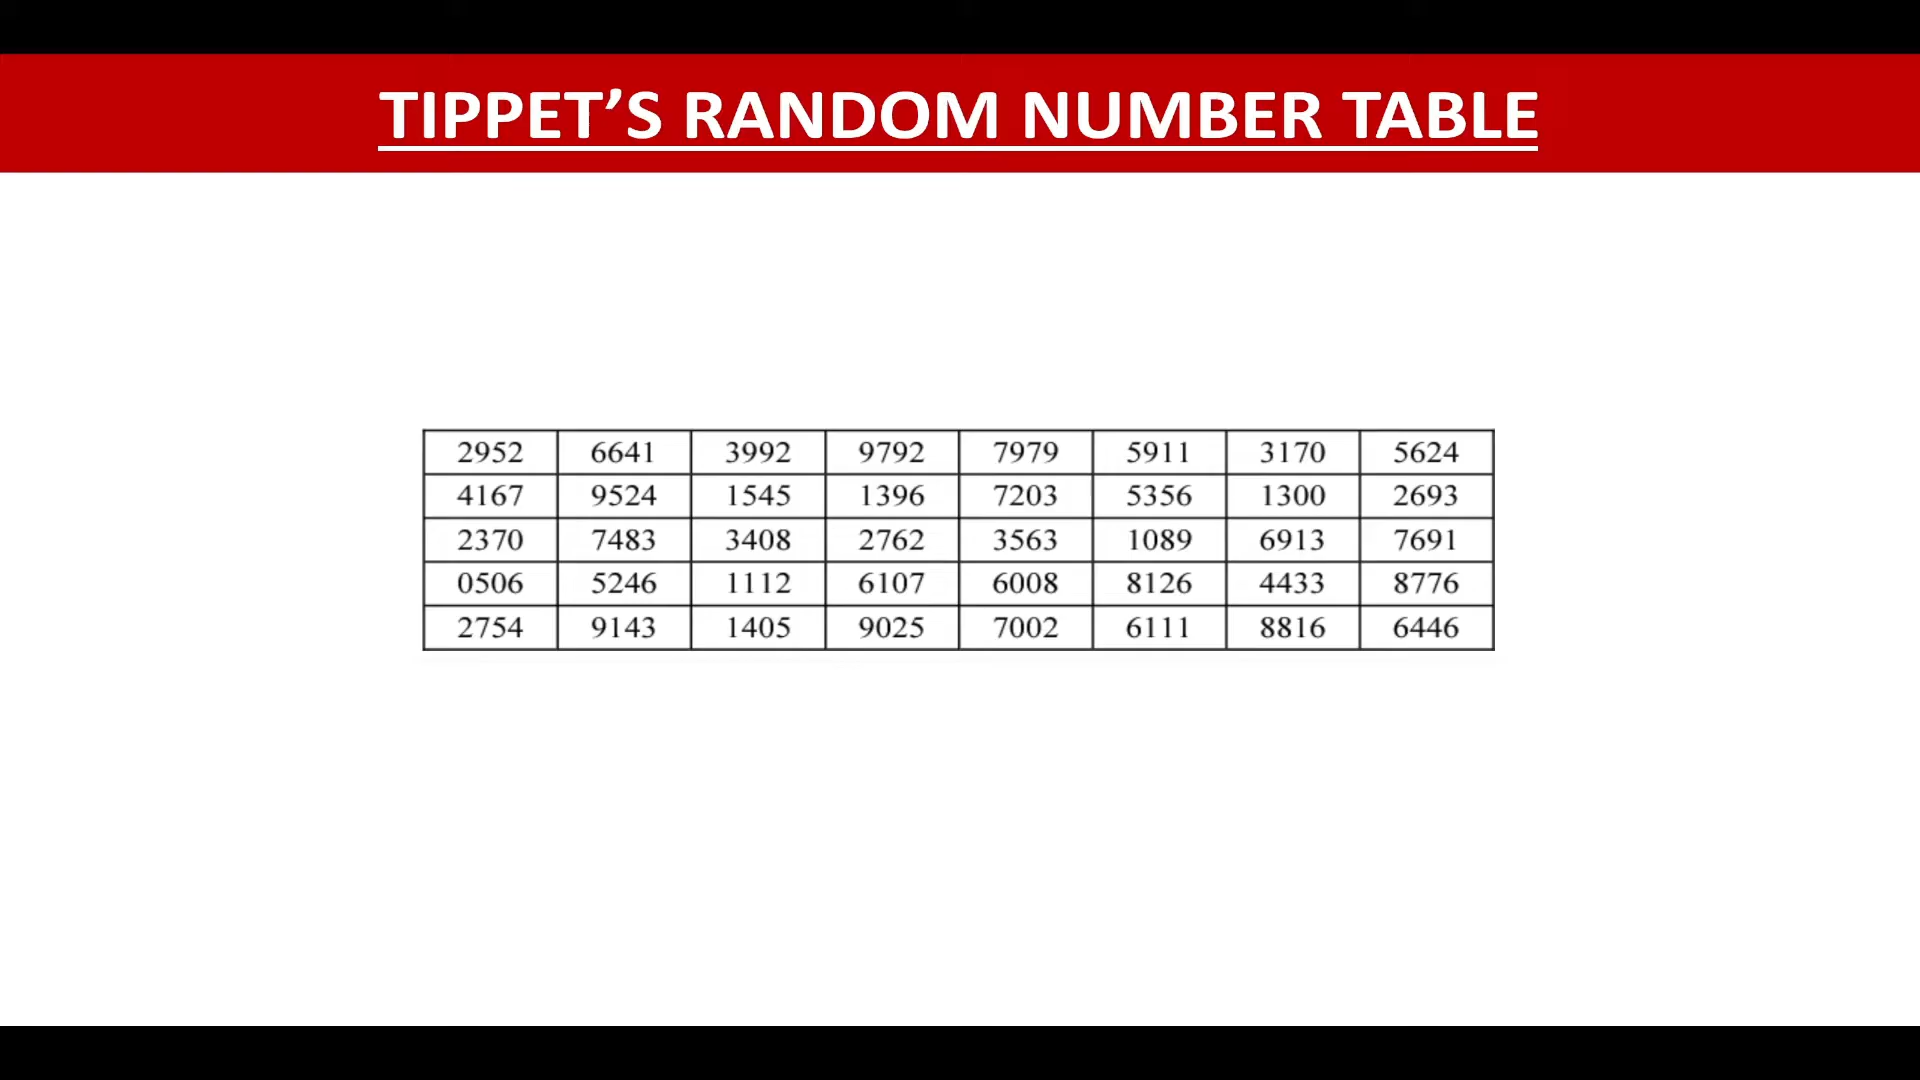 TIPPET’S RANDOM NUMBER TABLE
2952 6641 3992 9792 7979 5911 3170 5624
4167 9524 1545 1396 7203 5356 1300 2693
2370 7483 3408 2762 3563 1089 6913 7691
0506 5246 1112 6107 6008 8126 4433 8776
2754 9143 1405 9025 7002 6111 8816 6446